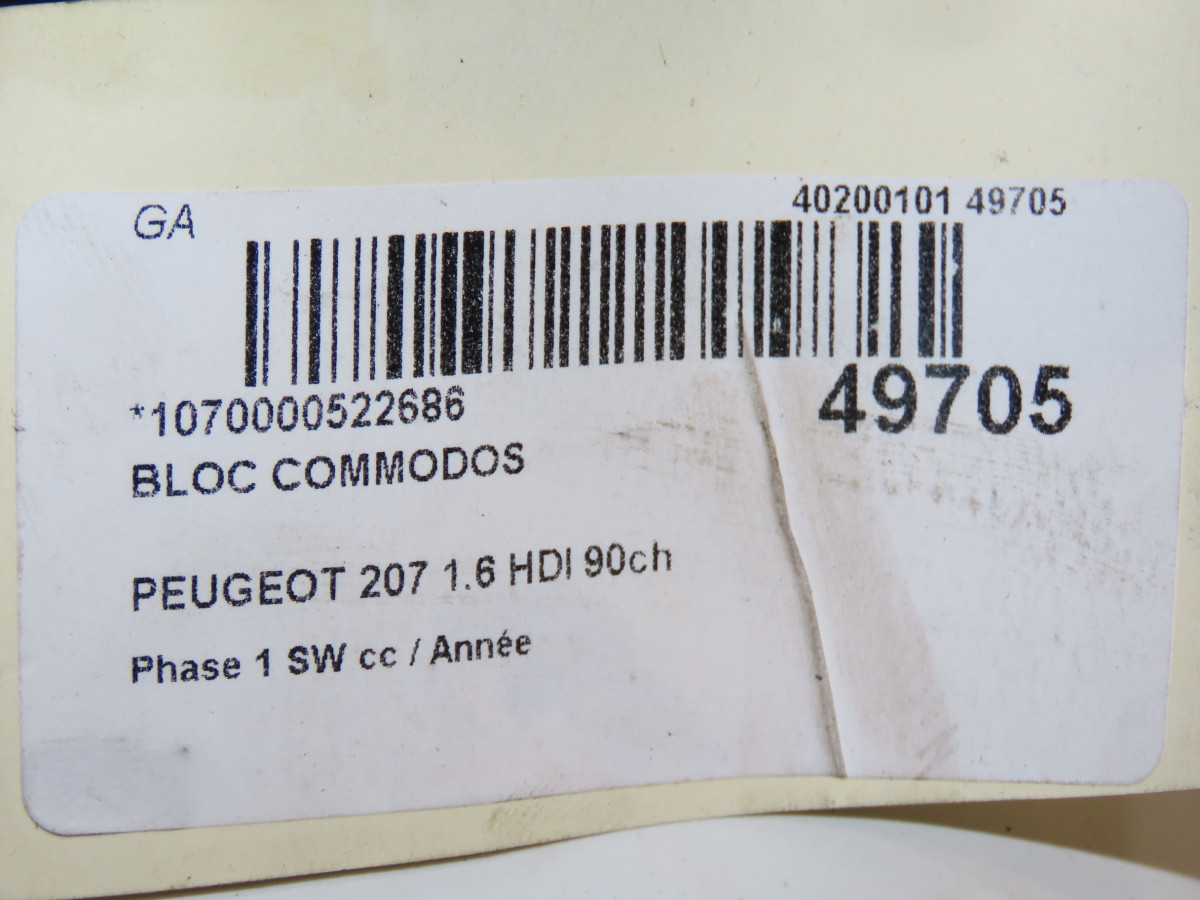 GA 40200101 49705
*1070000522686 49705
BLOC COMMODOS
PEUGEOT 207 1.6 HDI 90ch
Phase 1 SW cc / Année